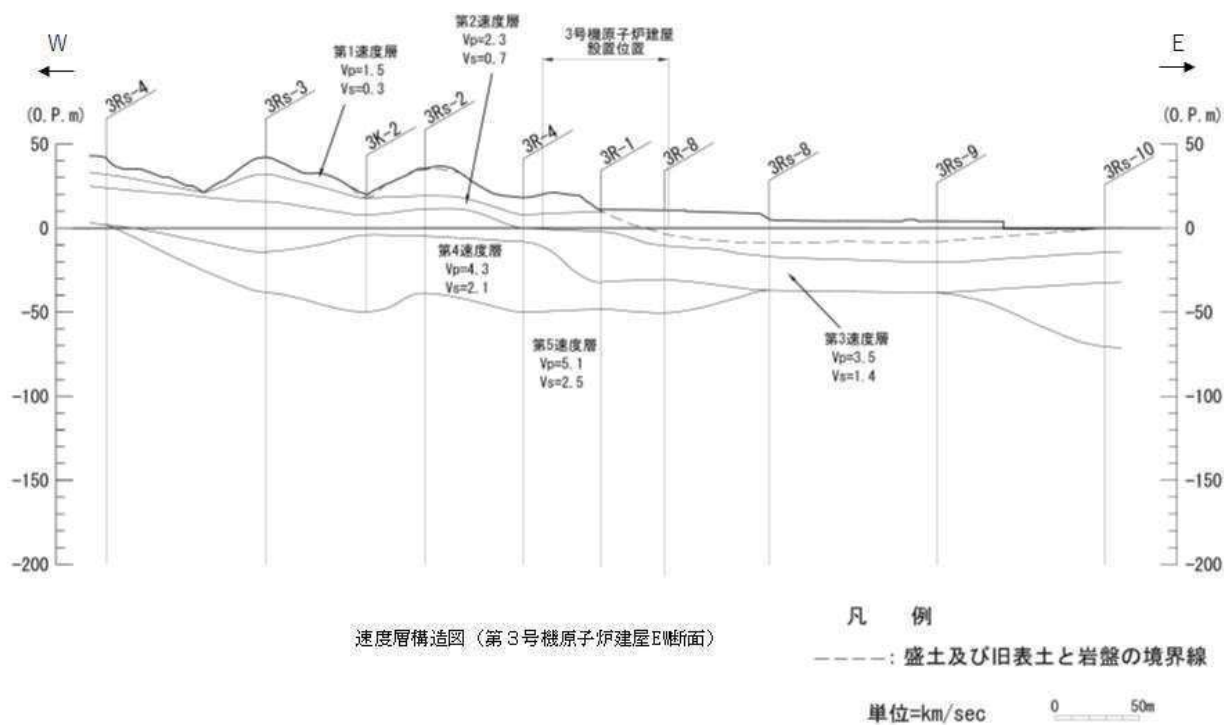 W
E
第1速度層
Vp=1.5
Vs=0.3
第2速度層
Vp=2.3
Vs=0.7
3号機原子炉建屋
設置位置
(O.P.m)
(O.P.m)
3Rs-4
3Rs-3
3K-2
3Rs-2
3R-4
3R-1
3R-8
3Rs-8
3Rs-9
3Rs-10
50
0
-50
-100
-150
-200
50
0
-50
-100
-150
-200
第4速度層
Vp=4.3
Vs=2.1
第5速度層
Vp=5.1
Vs=2.5
第3速度層
Vp=3.5
Vs=1.4
速度層構造図（第３号機原子炉建屋EW断面）
凡 例
: 盛土及び旧表土と岩盤の境界線
単位=km/sec
0 50m